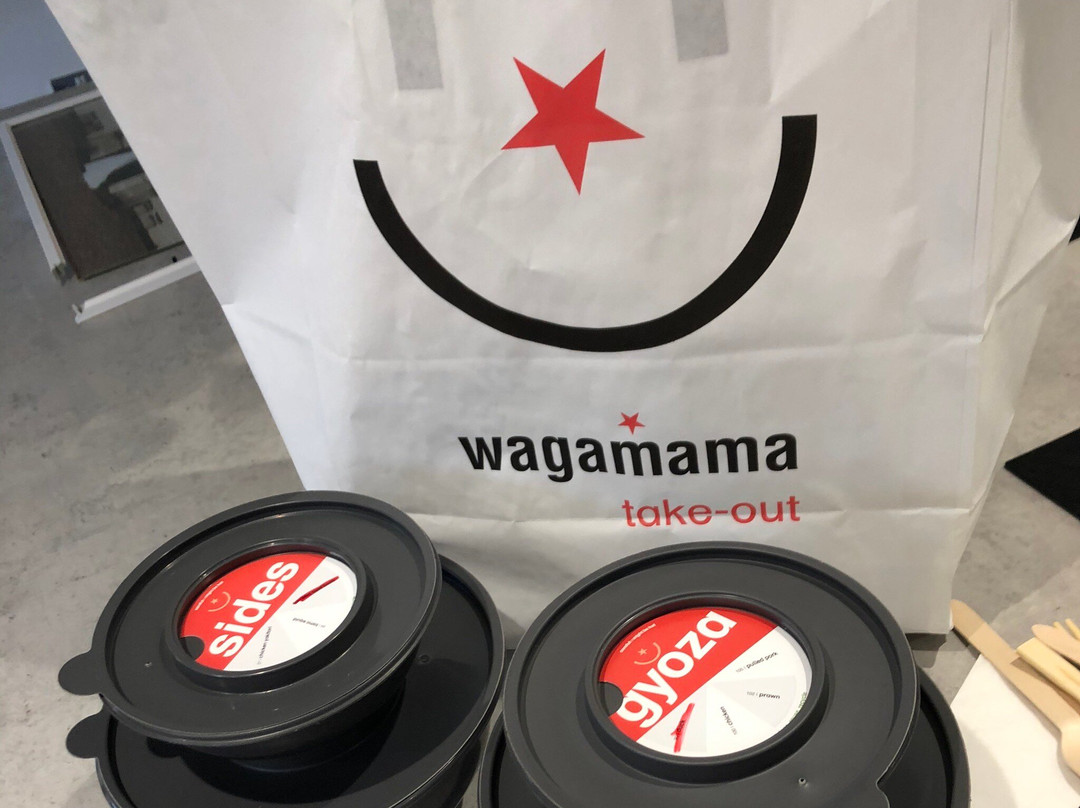 wagamama
take-out
sides
gyoza
pulled pork
prawn
chicken